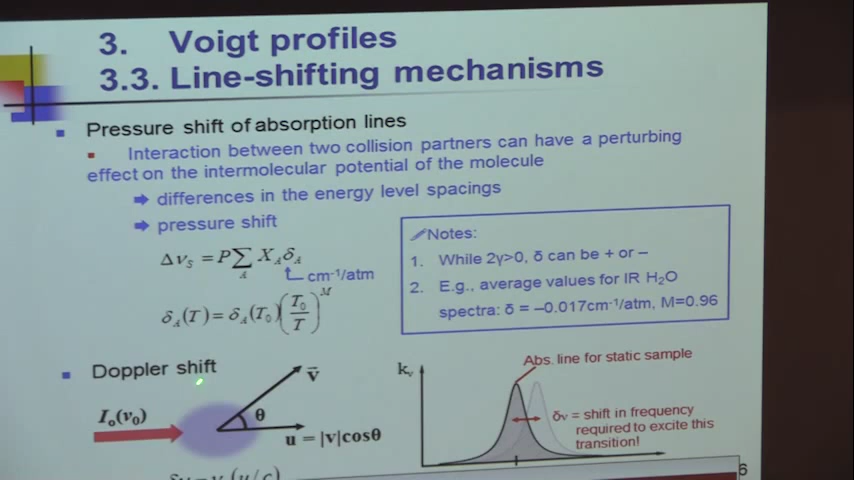 3. Voigt profiles
3.3. Line-shifting mechanisms
Pressure shift of absorption lines
Interaction between two collision partners can have a perturbing
effect on the intermolecular potential of the molecule
differences in the energy level spacings
pressure shift
Δν_S = P∑_A X_A δ_A
cm⁻¹/atm
δ_A(T) = δ_A(T₀)(T₀/T)^M
Notes:
1. While 2γ>0, δ can be + or –
2. E.g., average values for IR H₂O
spectra: δ = –0.017cm⁻¹/atm, M=0.96
Doppler shift
I₀(ν₀)
v⃗
θ
u = |v|cosθ
k_ν
Abs. line for static sample
δν = shift in frequency
required to excite this
transition!
6